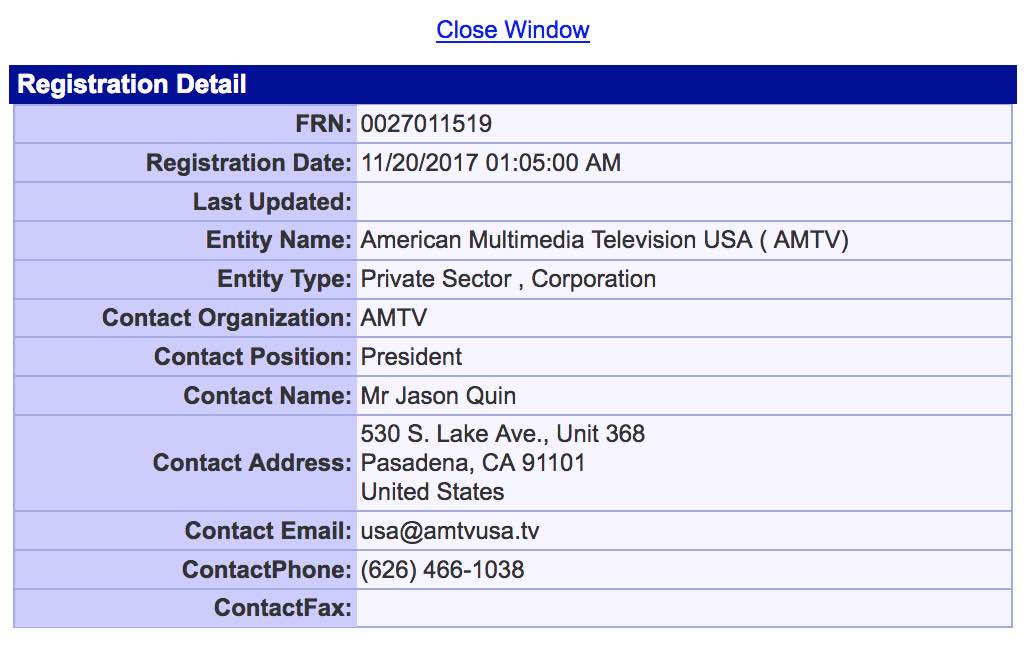 Close Window
Registration Detail
FRN: 0027011519
Registration Date: 11/20/2017 01:05:00 AM
Last Updated:
Entity Name: American Multimedia Television USA ( AMTV)
Entity Type: Private Sector , Corporation
Contact Organization: AMTV
Contact Position: President
Contact Name: Mr Jason Quin
Contact Address: 530 S. Lake Ave., Unit 368
Pasadena, CA 91101
United States
Contact Email: usa@amtvusa.tv
ContactPhone: (626) 466-1038
ContactFax: